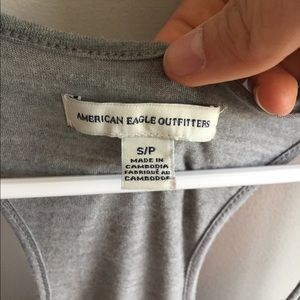 AMERICAN EAGLE OUTFITTERS
S/P
MADE IN
CAMBODIA
FABRIQUÉ AU
CAMBODGE